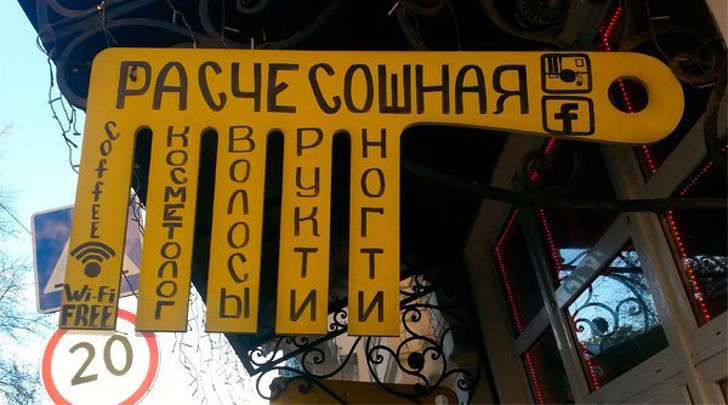 РАСЧЕСОШНАЯ
COFFEE
Wi-Fi
FREE
КОСМЕТОЛОГ
ВОЛОСЫ
РУКТИ
НОГТИ
f
20